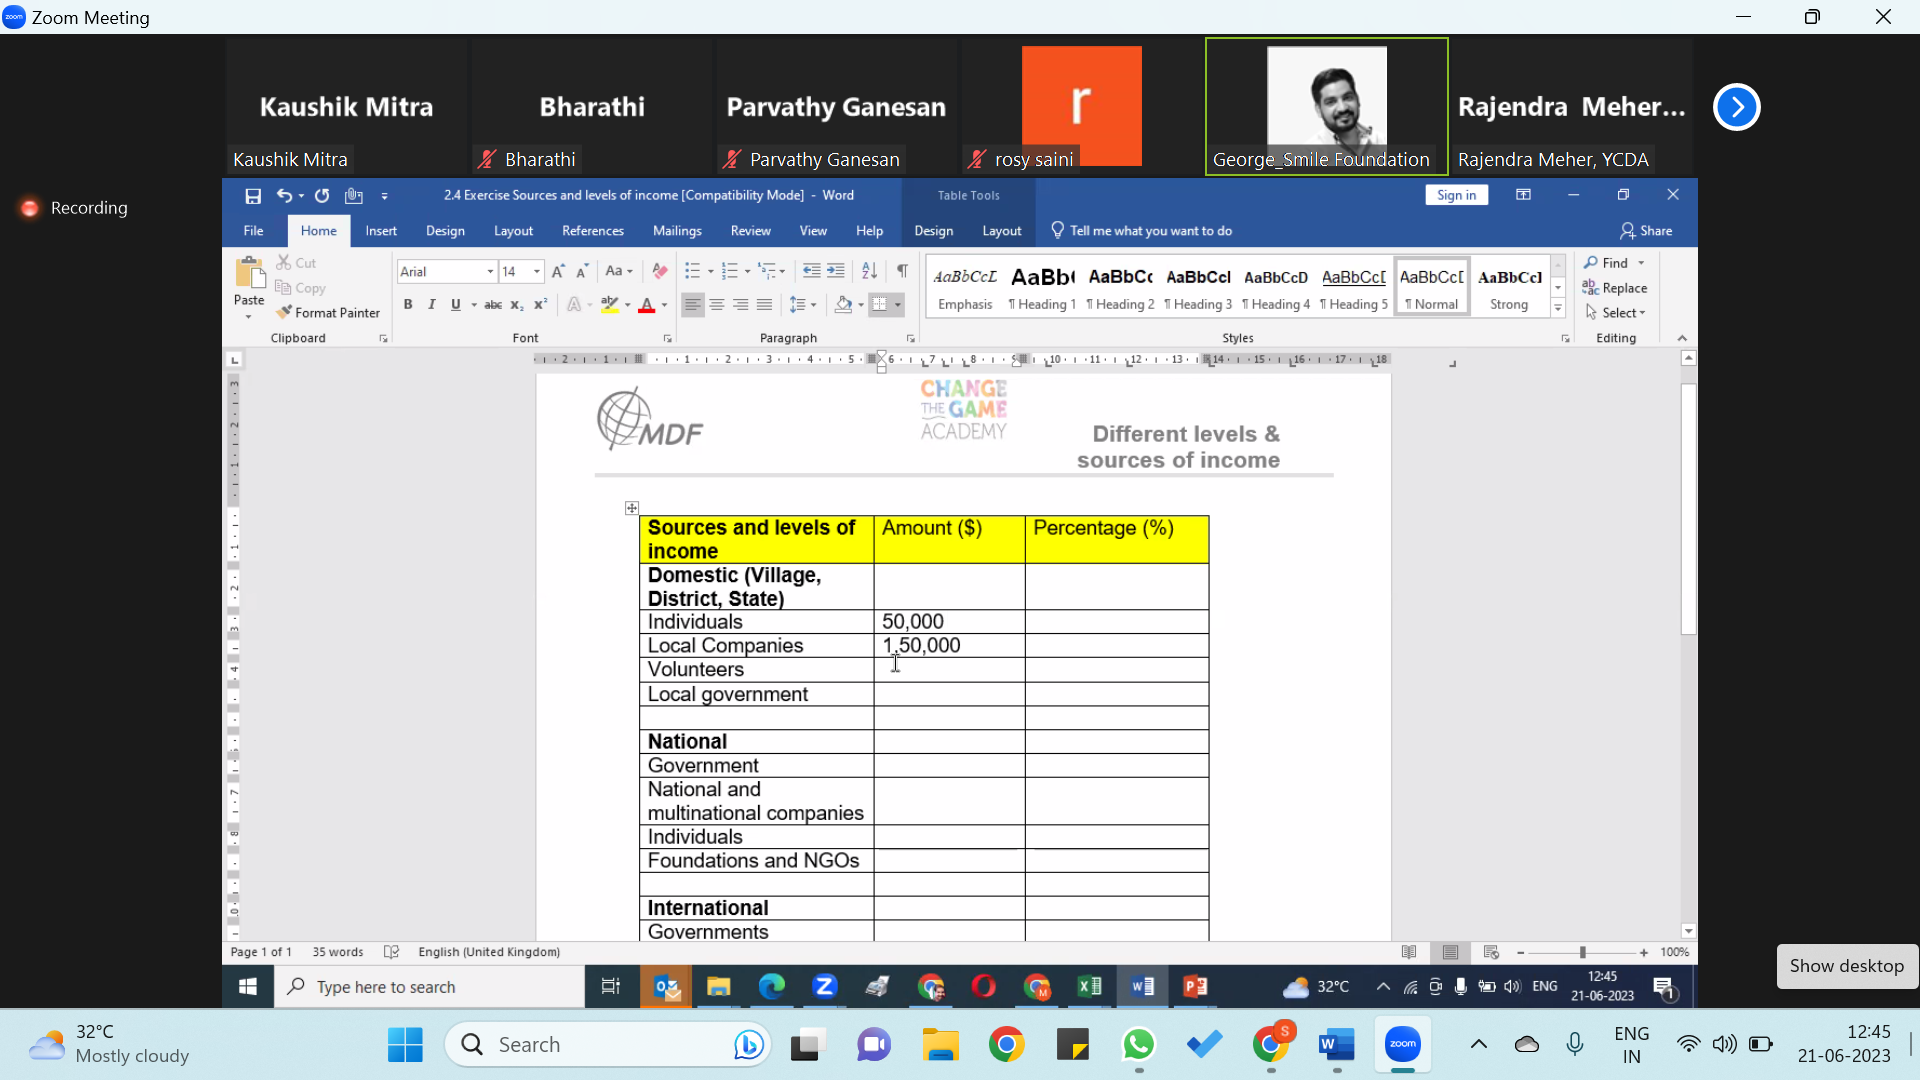 Zoom Meeting
Kaushik Mitra
Bharathi
Parvathy Ganesan
r
Rajendra Meher...
Kaushik Mitra
Bharathi
Parvathy Ganesan
rosy saini
George_Smile Foundation
Rajendra Meher, YCDA
Recording
2.4 Exercise Sources and levels of income [Compatibility Mode] - Word
Table Tools
Sign in
File Home Insert Design Layout References Mailings Review View Help Design Layout Tell me what you want to do Share
Paste
Cut
Copy
Format Painter
Clipboard
Arial 14
Font
Paragraph
AaBbCcL AaBb( AaBbCc AaBbCcI AaBbCcD AaBbCcI AaBbCcI AaBbCcI
Emphasis ¶ Heading 1 ¶ Heading 2 ¶ Heading 3 ¶ Heading 4 ¶ Heading 5 ¶ Normal Strong
Styles
Find
Replace
Select
Editing
MDF
CHANGE
THE GAME
ACADEMY
Different levels &
sources of income
Sources and levels of income Amount ($) Percentage (%)
Domestic (Village,
District, State)
Individuals 50,000
Local Companies 1,50,000
Volunteers
Local government
National
Government
National and
multinational companies
Individuals
Foundations and NGOs
International
Governments
Page 1 of 1 35 words English (United Kingdom) 100%
Show desktop
Type here to search
32°C
ENG
12:45
21-06-2023
1
32°C
Mostly cloudy
Search
S
zoom
ENG
IN
12:45
21-06-2023